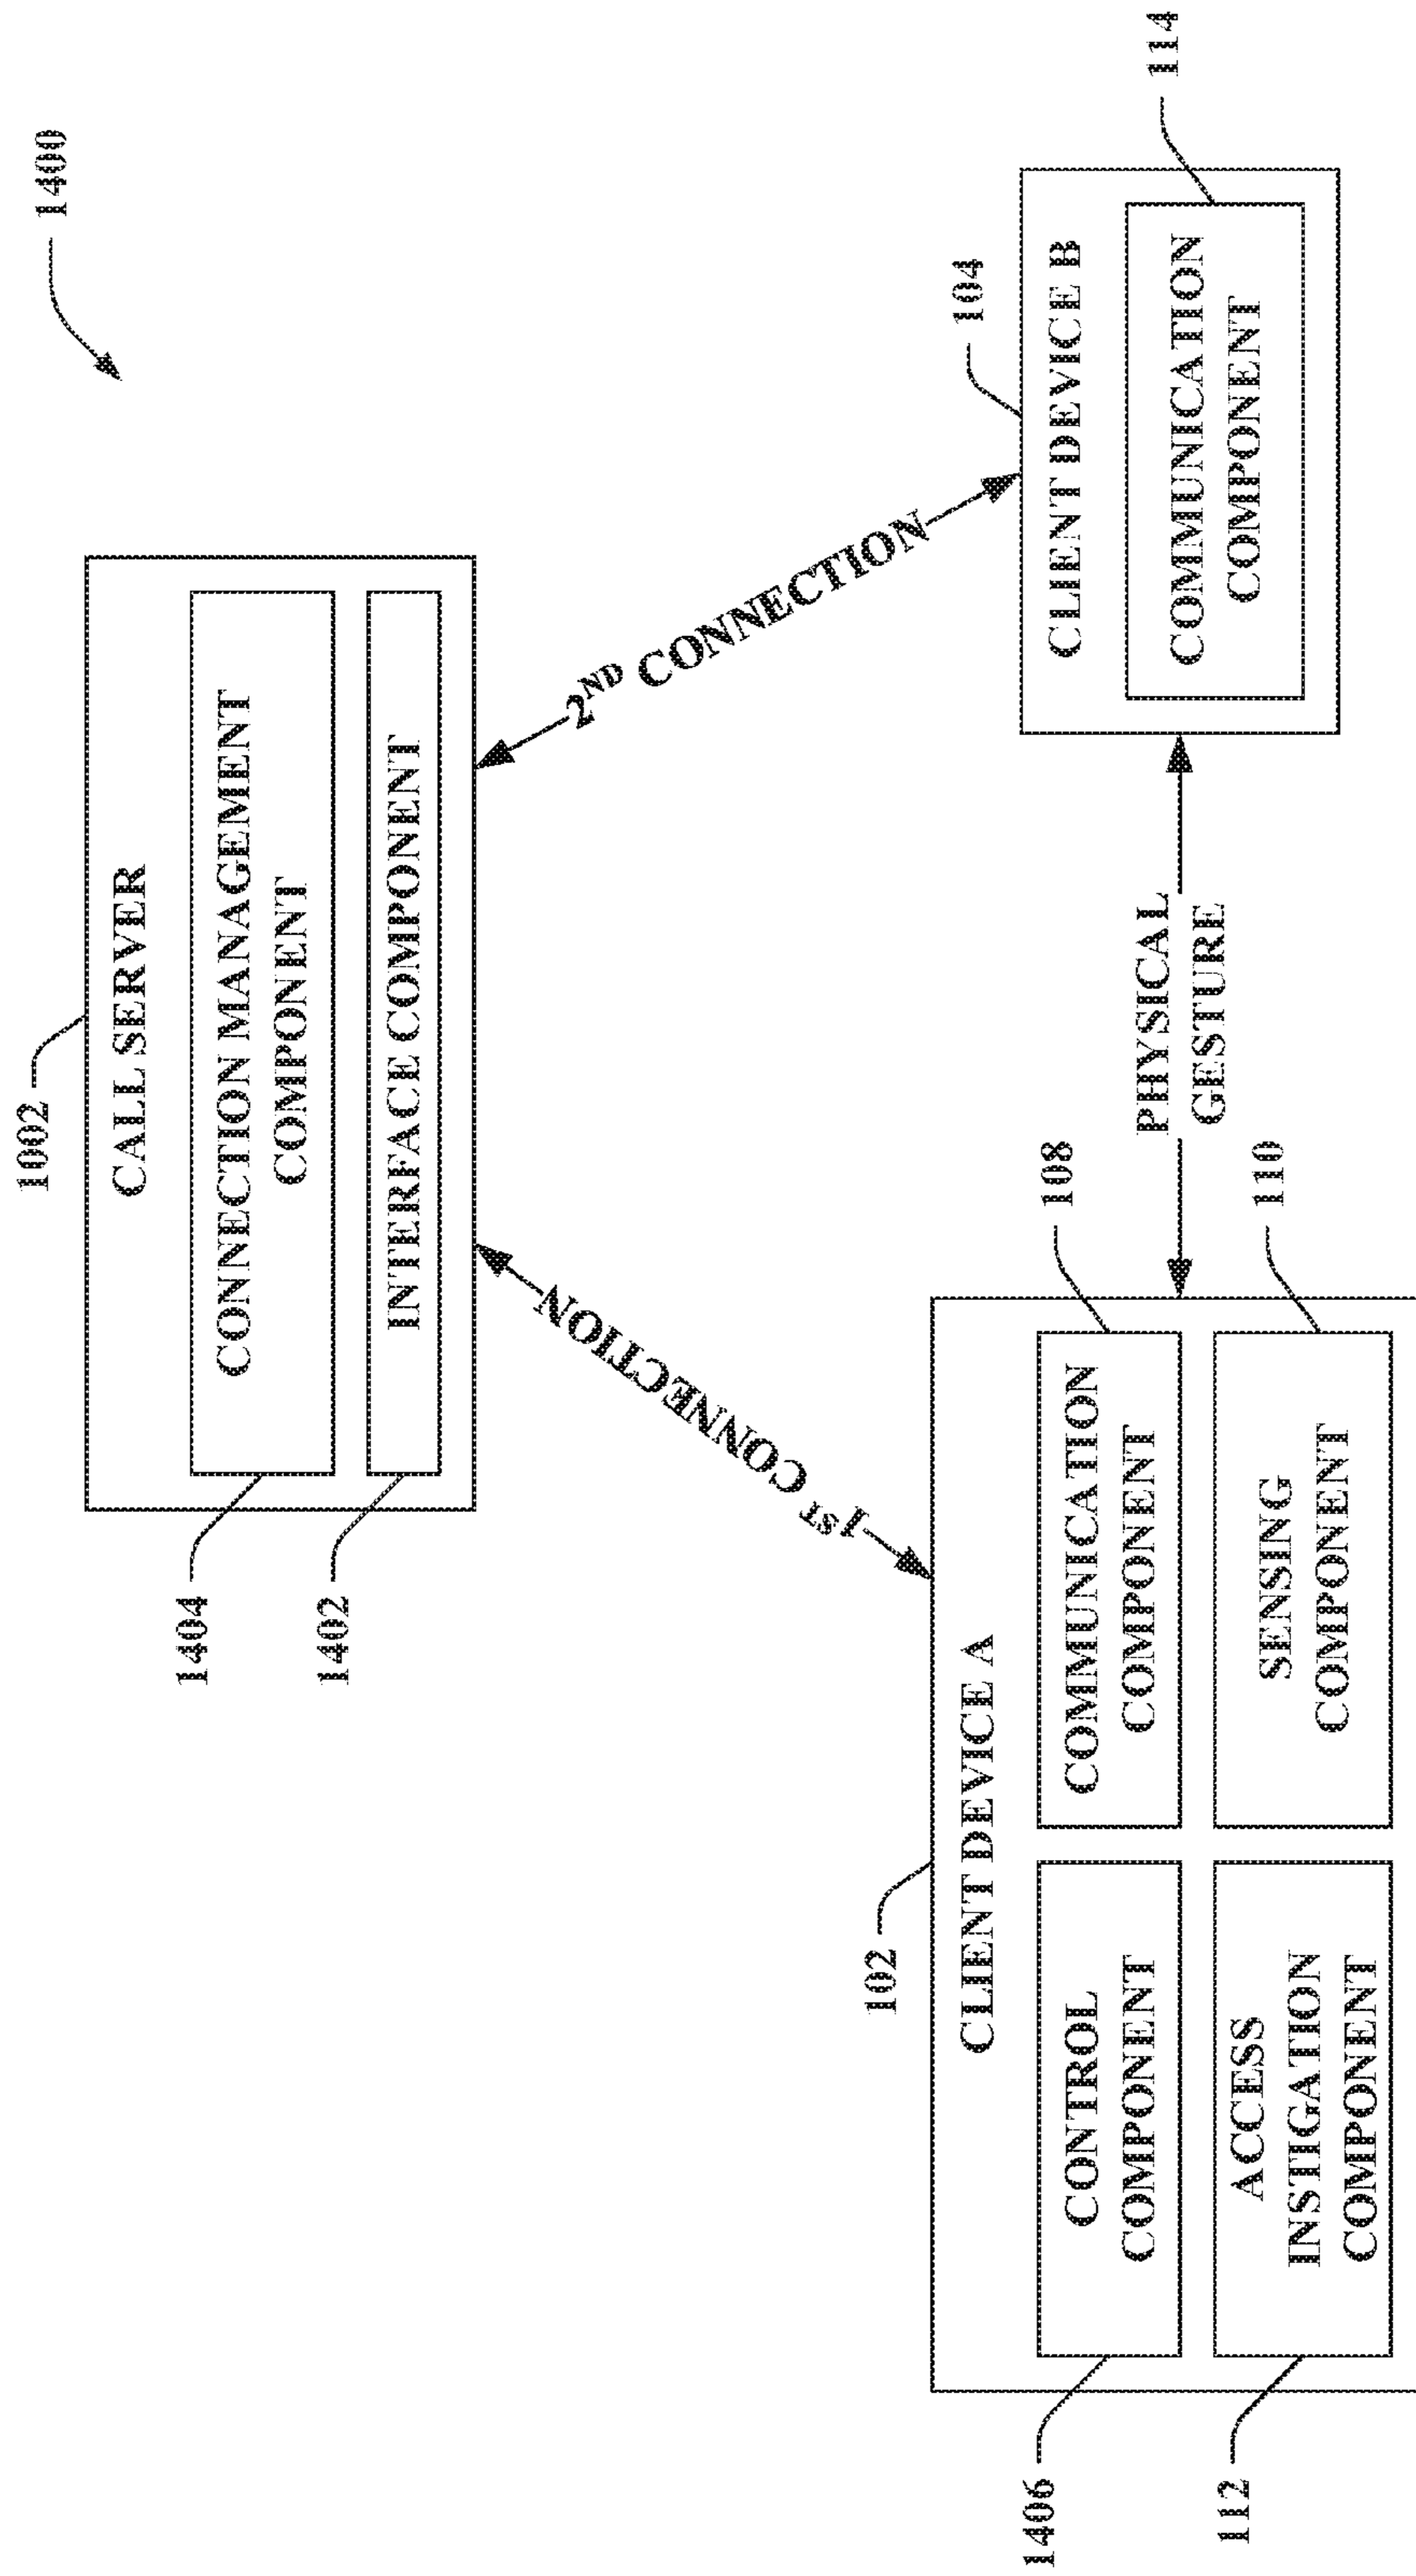 1400
1002
CALL SERVER
CONNECTION MANAGEMENT
COMPONENT
INTERFACE COMPONENT
1404
1402
1ST CONNECTION
2ND CONNECTION
102
CLIENT DEVICE A
CONTROL
COMPONENT
COMMUNICATION
COMPONENT
ACCESS
INSTIGATION
COMPONENT
SENSING
COMPONENT
1406
112
108
110
PHYSICAL
GESTURE
104
CLIENT DEVICE B
COMMUNICATION
COMPONENT
114